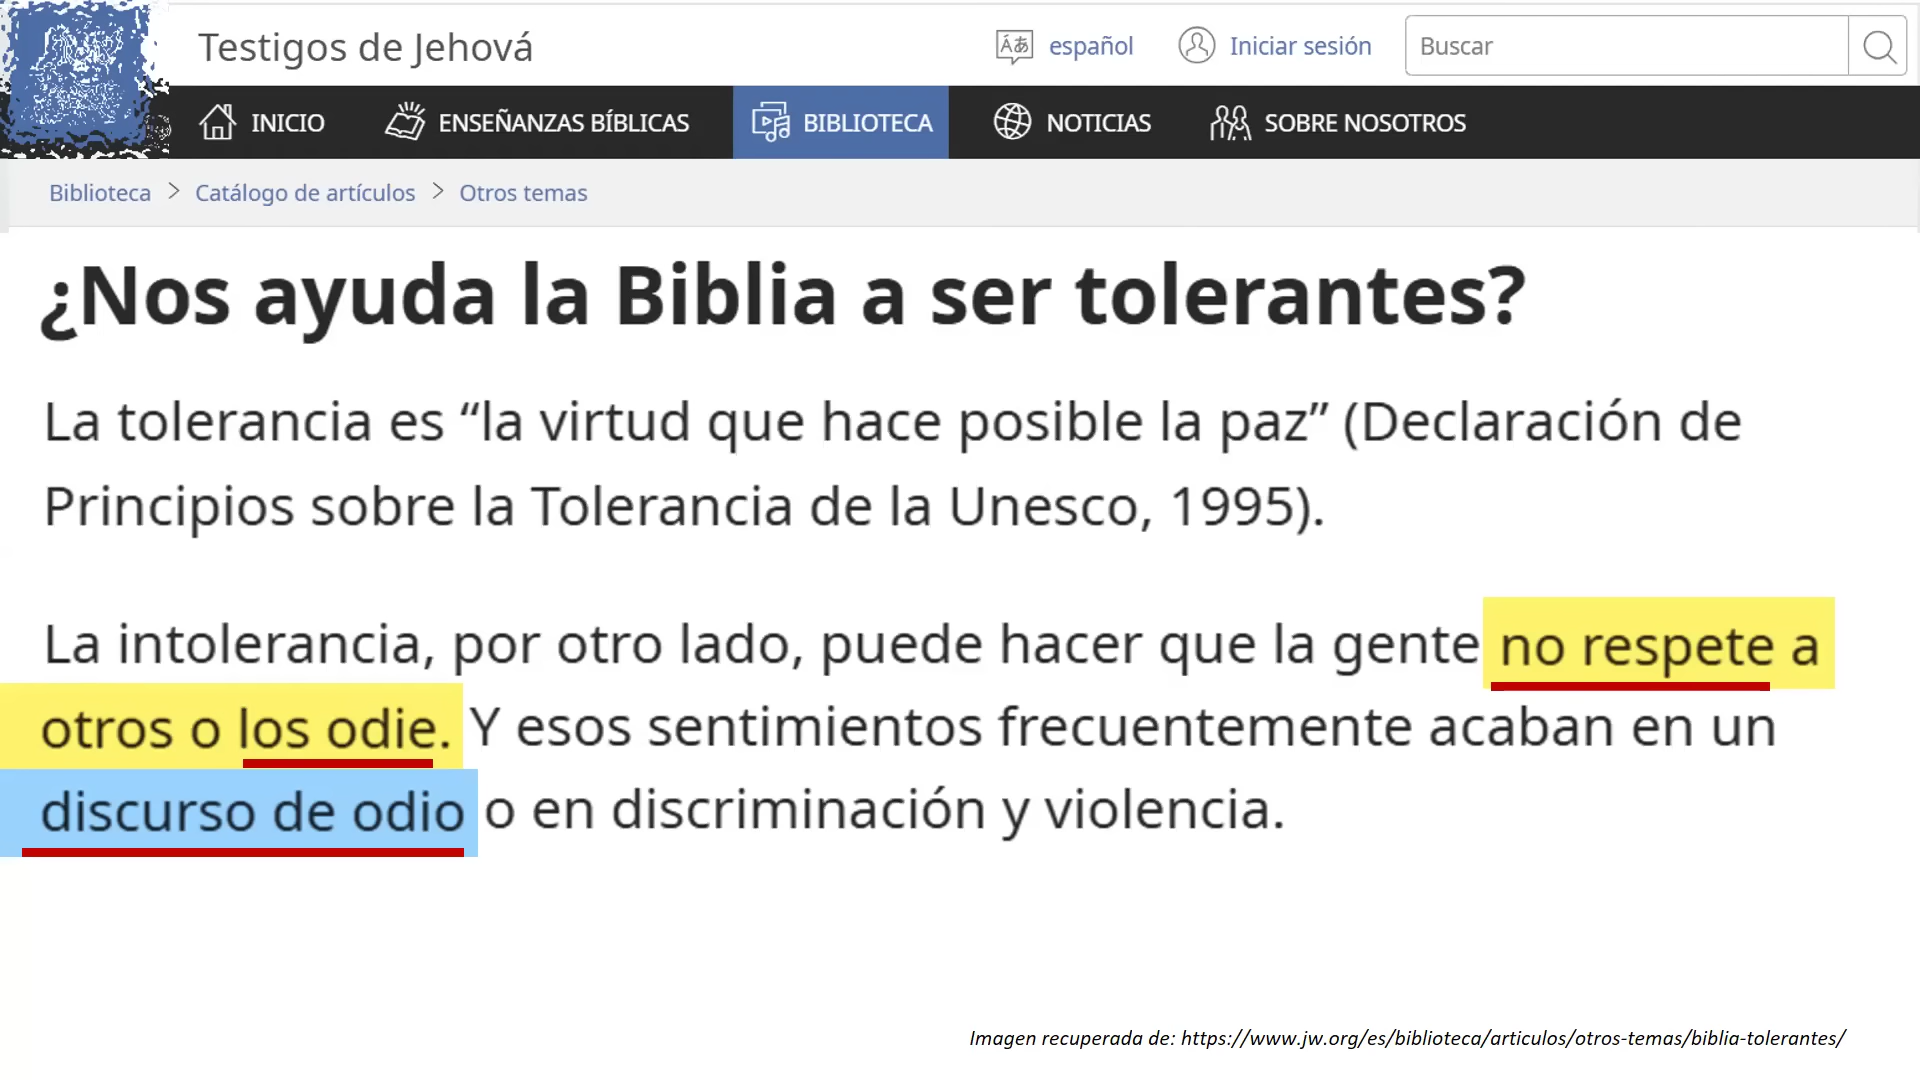 Testigos de Jehová
español
Iniciar sesión
Buscar
INICIO
ENSEÑANZAS BÍBLICAS
BIBLIOTECA
NOTICIAS
SOBRE NOSOTROS
Biblioteca > Catálogo de artículos > Otros temas
¿Nos ayuda la Biblia a ser tolerantes?
La tolerancia es “la virtud que hace posible la paz” (Declaración de
Principios sobre la Tolerancia de la Unesco, 1995).
La intolerancia, por otro lado, puede hacer que la gente no respete a
otros o los odie. Y esos sentimientos frecuentemente acaban en un
discurso de odio o en discriminación y violencia.
Imagen recuperada de: https://www.jw.org/es/biblioteca/articulos/otros-temas/biblia-tolerantes/